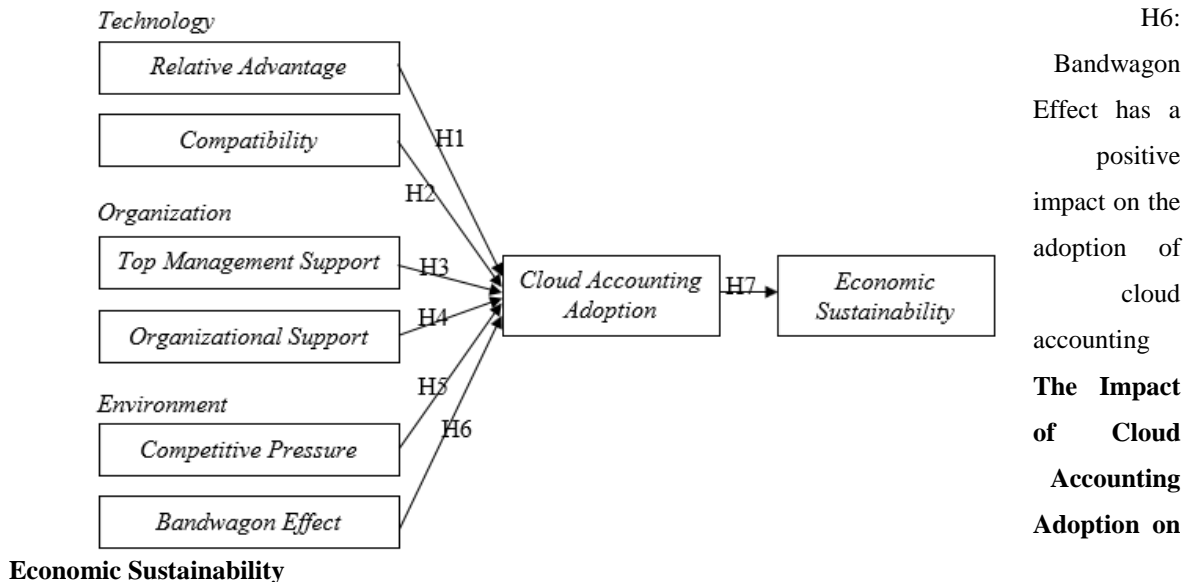 Technology
Relative Advantage
Compatibility
H1
H2
Organization
Top Management Support
H3
Organizational Support
H4
Environment
Competitive Pressure
H5
Bandwagon Effect
H6
Cloud Accounting
Adoption
H7
Economic
Sustainability
H6:
Bandwagon
Effect has a
positive
impact on the
adoption of
cloud
accounting
The Impact
of Cloud
Accounting
Adoption on
Economic Sustainability